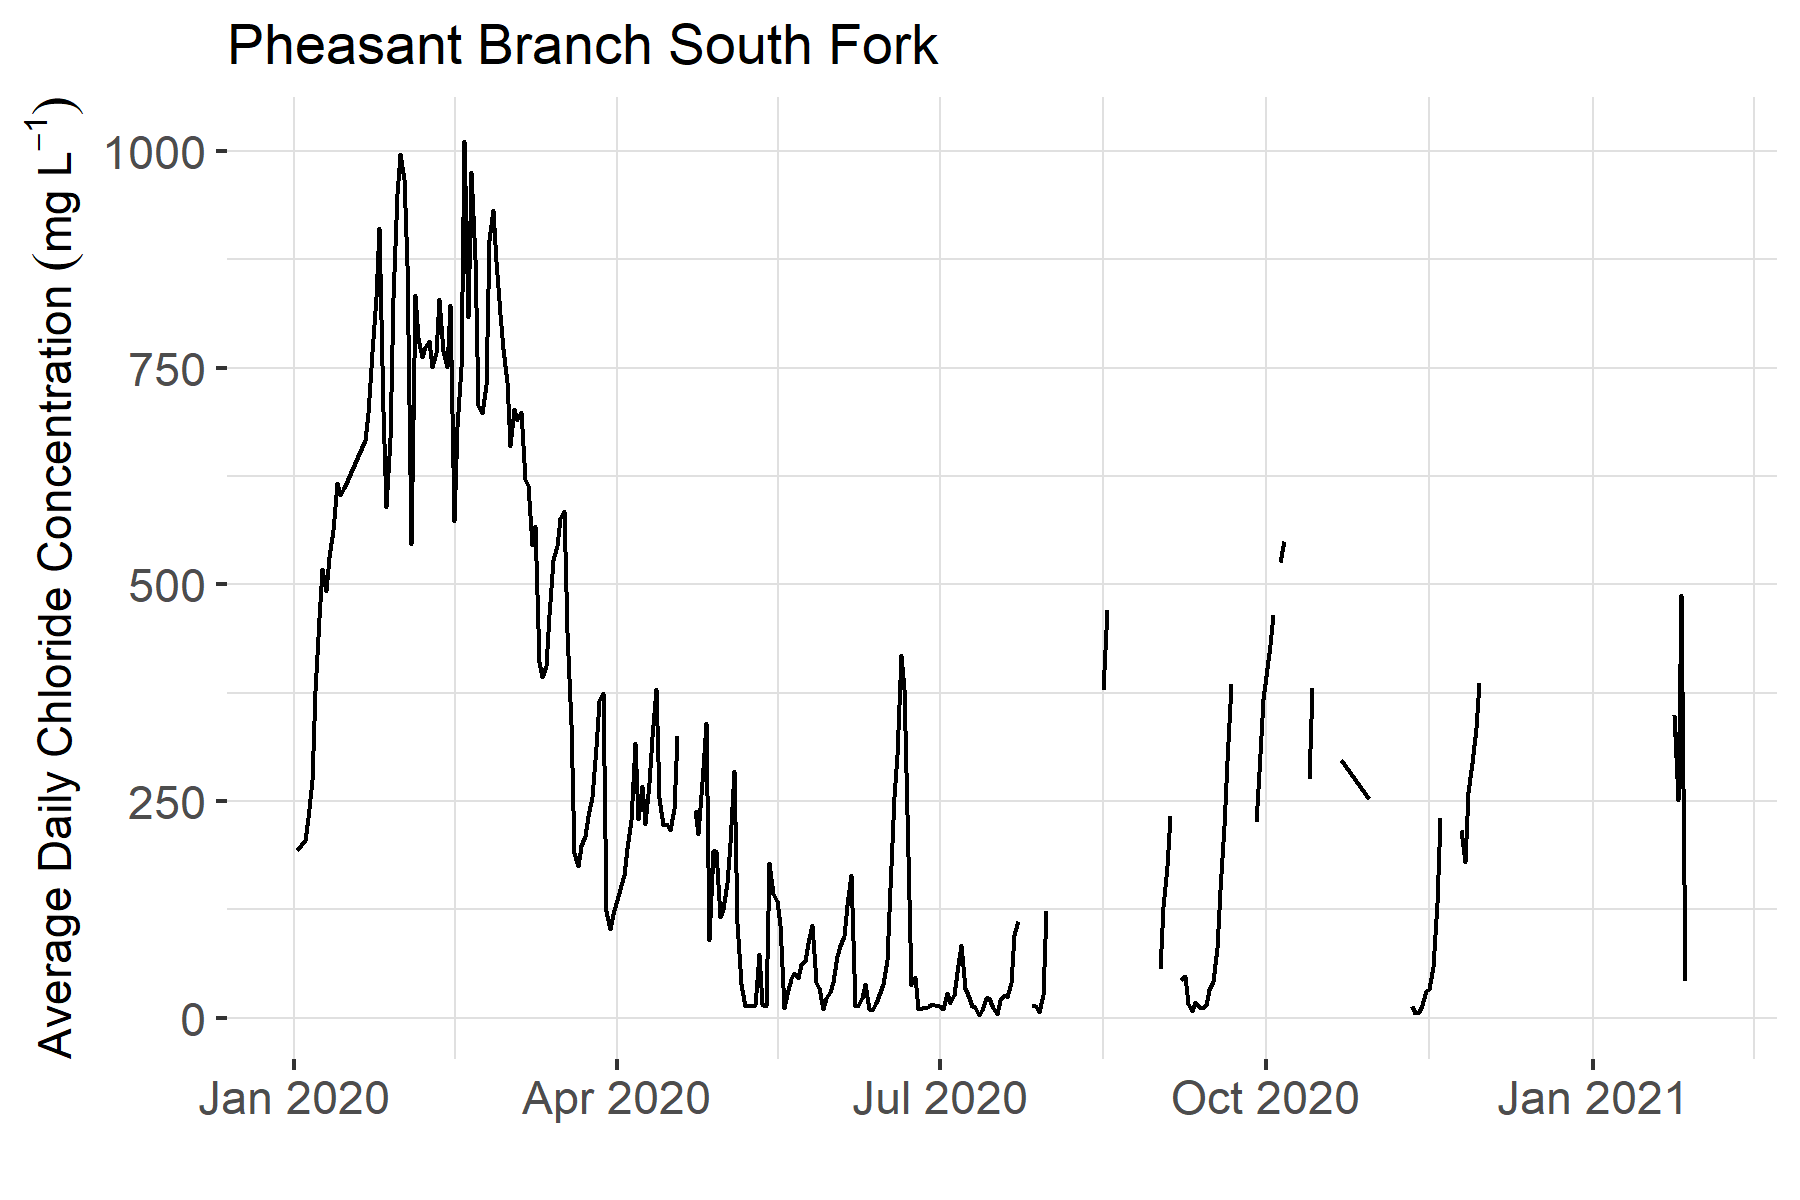 Pheasant Branch South Fork
Average Daily Chloride Concentration (mg L⁻¹)
1000
750
500
250
0
Jan 2020 Apr 2020 Jul 2020 Oct 2020 Jan 2021